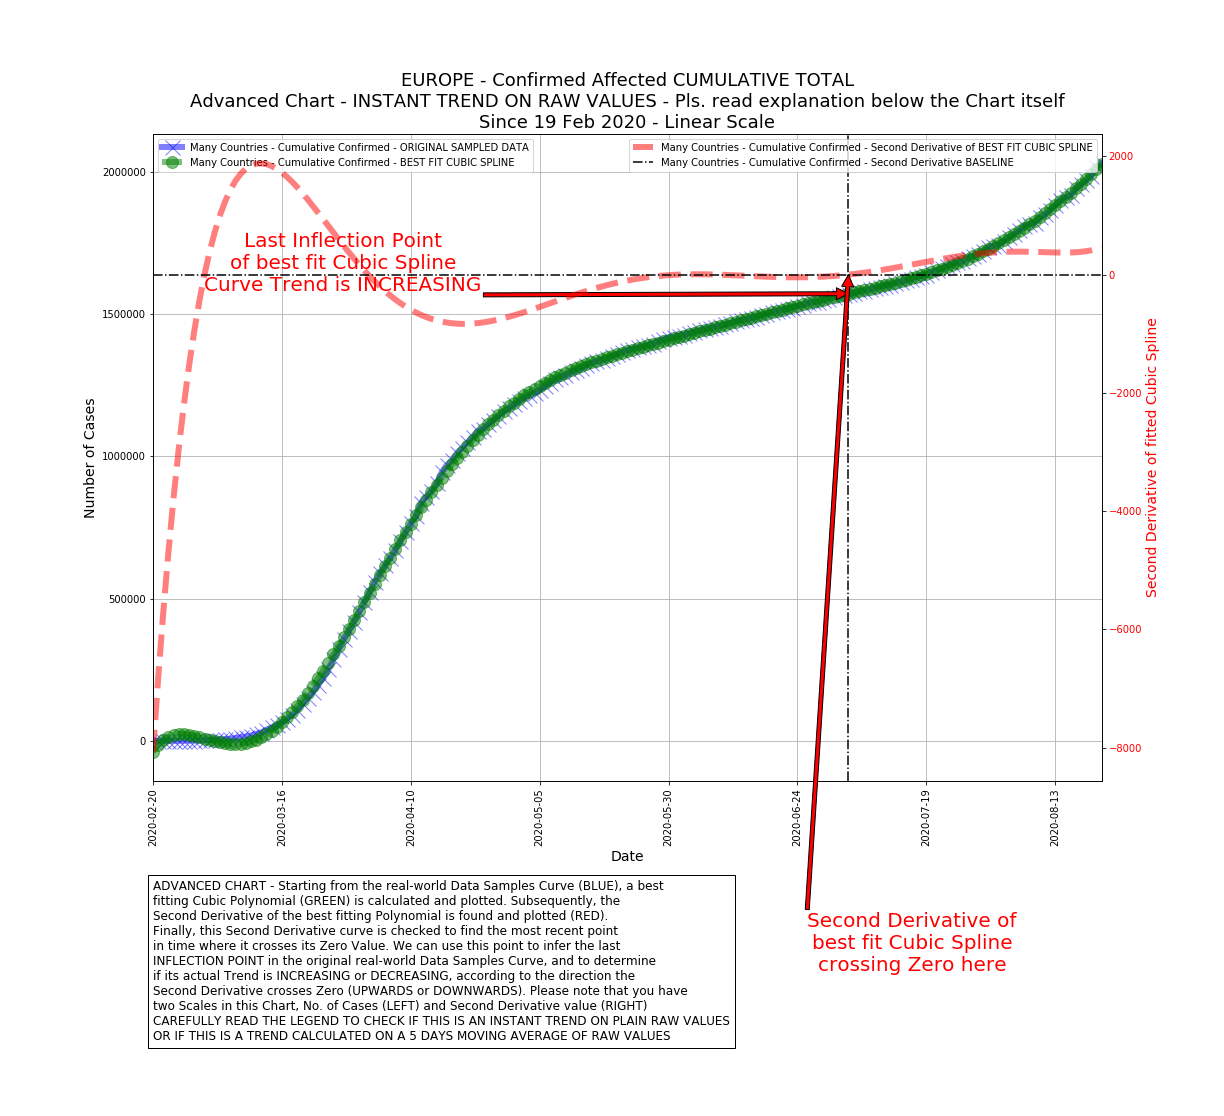 EUROPE - Confirmed Affected CUMULATIVE TOTAL
Advanced Chart - INSTANT TREND ON RAW VALUES - Pls. read explanation below the Chart itself
Since 19 Feb 2020 - Linear Scale
Many Countries - Cumulative Confirmed - ORIGINAL SAMPLED DATA
Many Countries - Cumulative Confirmed - BEST FIT CUBIC SPLINE
Many Countries - Cumulative Confirmed - Second Derivative of BEST FIT CUBIC SPLINE
Many Countries - Cumulative Confirmed - Second Derivative BASELINE
Last Inflection Point
of best fit Cubic Spline
Curve Trend is INCREASING
Number of Cases
2000000
1500000
1000000
500000
0
2000
0
−2000
−4000
−6000
−8000
Second Derivative of fitted Cubic Spline
2020-02-20
2020-03-16
2020-04-10
2020-05-05
2020-05-30
2020-06-24
2020-07-19
2020-08-13
Date
Second Derivative of
best fit Cubic Spline
crossing Zero here
ADVANCED CHART - Starting from the real-world Data Samples Curve (BLUE), a best
fitting Cubic Polynomial (GREEN) is calculated and plotted. Subsequently, the
Second Derivative of the best fitting Polynomial is found and plotted (RED).
Finally, this Second Derivative curve is checked to find the most recent point
in time where it crosses its Zero Value. We can use this point to infer the last
INFLECTION POINT in the original real-world Data Samples Curve, and to determine
if its actual Trend is INCREASING or DECREASING, according to the direction the
Second Derivative crosses Zero (UPWARDS or DOWNWARDS). Please note that you have
two Scales in this Chart, No. of Cases (LEFT) and Second Derivative value (RIGHT)
CAREFULLY READ THE LEGEND TO CHECK IF THIS IS AN INSTANT TREND ON PLAIN RAW VALUES
OR IF THIS IS A TREND CALCULATED ON A 5 DAYS MOVING AVERAGE OF RAW VALUES